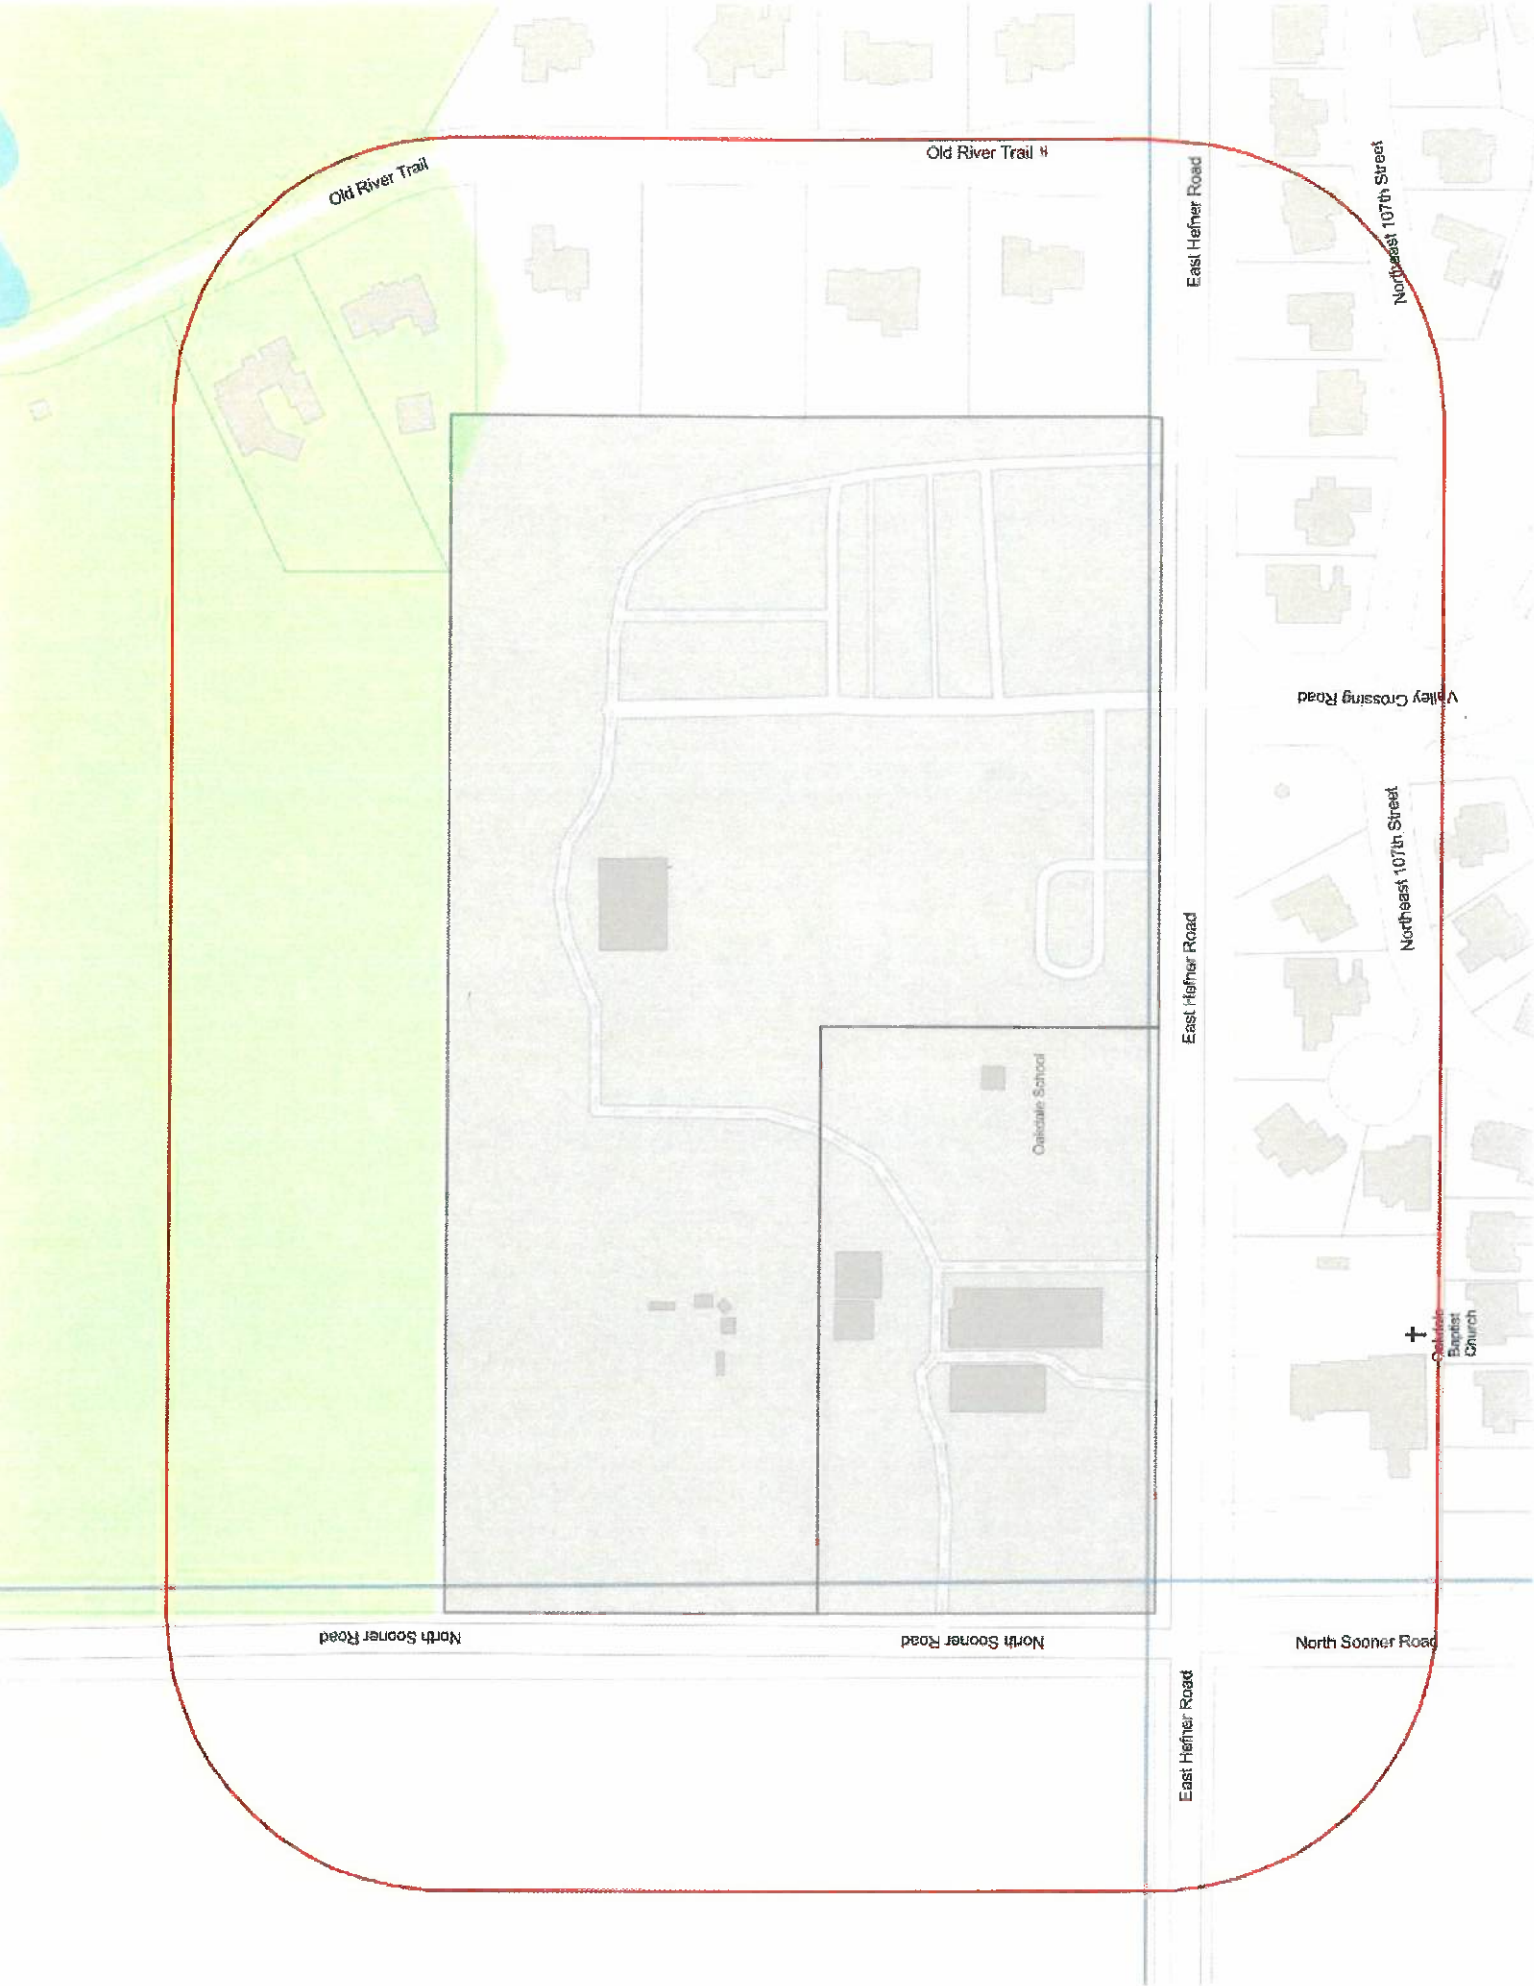 Old River Trail
Old River Trail
East Hefner Road
Northeast 107th Street
Valley Crossing Road
Northeast 107th Street
East Hefner Road
Oakdale School
Oakdale
Baptist
Church
North Sooner Road
North Sooner Road
North Sooner Road
East Hefner Road